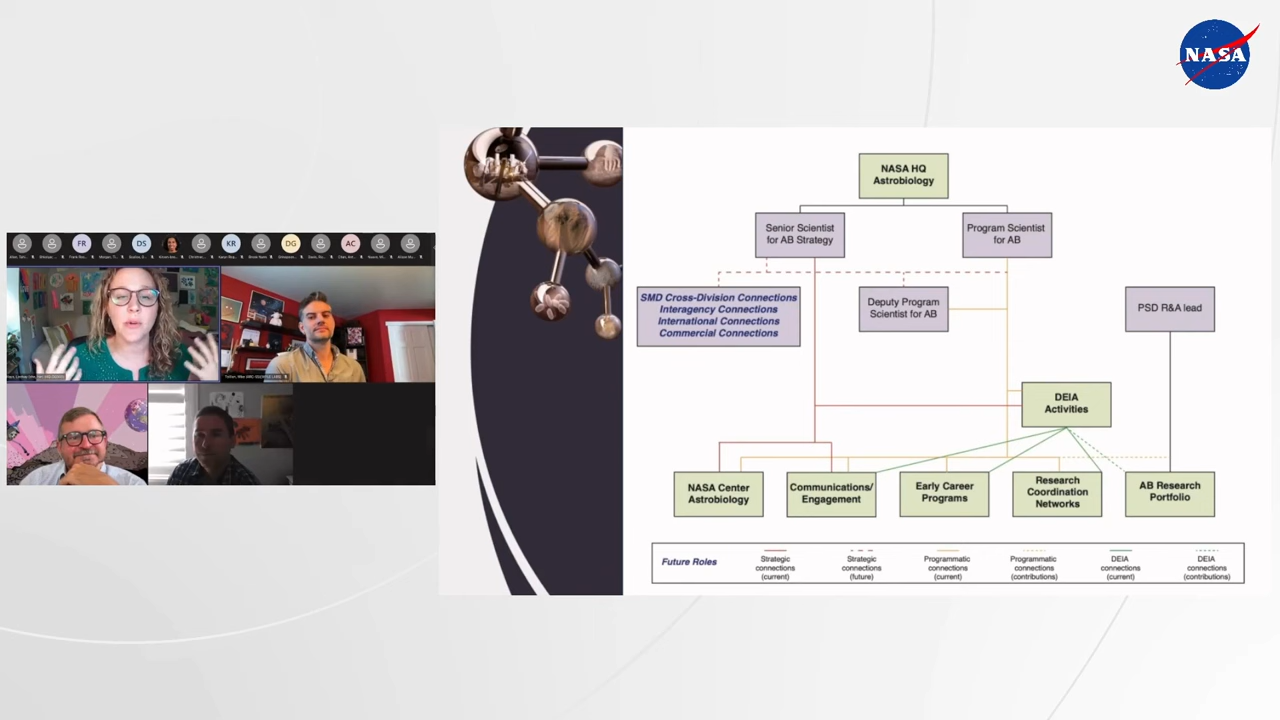 NASA
FR
DS
KR
DG
AC
NASA HQ
Astrobiology
Senior Scientist
for AB Strategy
Program Scientist
for AB
SMD Cross-Division Connections
Interagency Connections
International Connections
Commercial Connections
Deputy Program
Scientist for AB
PSD R&A lead
DEIA
Activities
NASA Center
Astrobiology
Communications/
Engagement
Early Career
Programs
Research
Coordination
Networks
AB Research
Portfolio
Future Roles
Strategic
connections
(current)
Strategic
connections
(future)
Programmatic
connections
(current)
Programmatic
connections
(contributions)
DEIA
connections
(current)
DEIA
connections
(contributions)